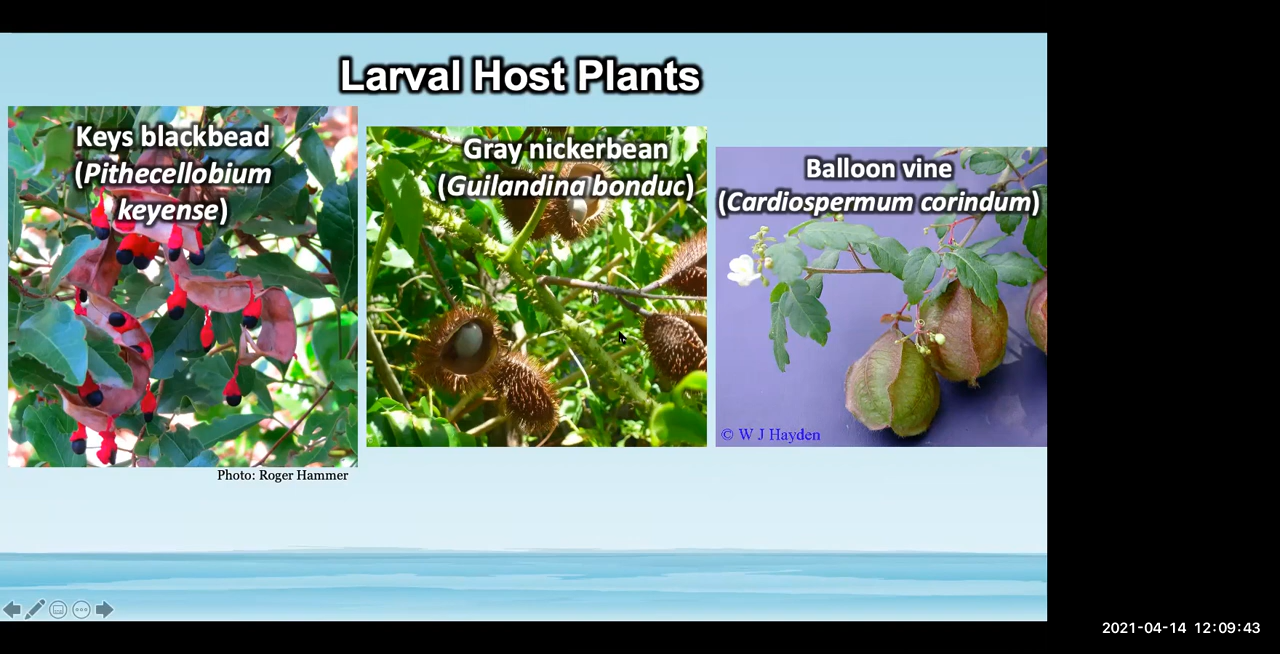 Larval Host Plants
Keys blackbead
(Pithecellobium
keyense)
Photo: Roger Hammer
Gray nickerbean
(Guilandina bonduc)
Balloon vine
(Cardiospermum corindum)
© W J Hayden
2021-04-14 12:09:43